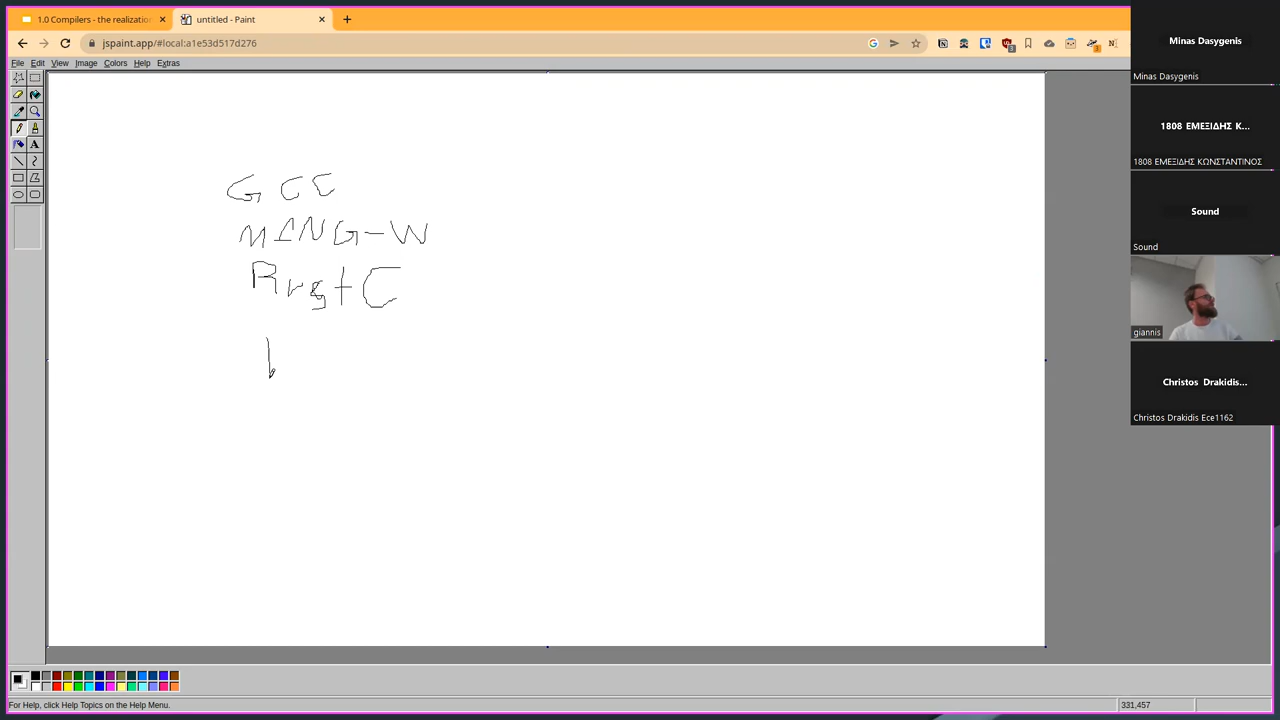 1.0 Compilers - the realization
untitled - Paint
jspaint.app/#local:a1e53d517d276
File Edit View Image Colors Help Extras
GCC
MING-W
RustC
For Help, click Help Topics on the Help Menu.
331,457
Minas Dasygenis
Minas Dasygenis
1808 ΕΜΕΞΙΔΗΣ Κ...
1808 ΕΜΕΞΙΔΗΣ ΚΩΝΣΤΑΝΤΙΝΟΣ
Sound
Sound
giannis
Christos Drakidis...
Christos Drakidis Ece1162